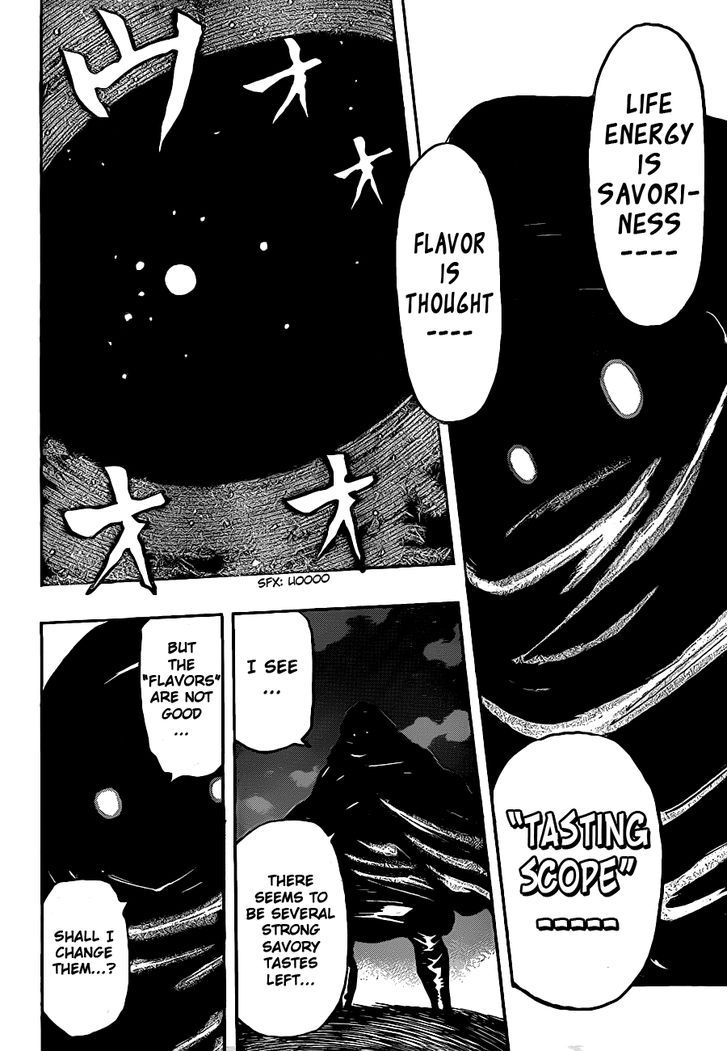 LIFE
ENERGY
IS
SAVORI-
NESS
----
FLAVOR
IS
THOUGHT
----
"TASTING
SCOPE"
-----
ウ
オ
オ
オ
オ
SFX: UOOOO
I SEE
...
THERE
SEEMS TO
BE SEVERAL
STRONG
SAVORY
TASTES
LEFT...
BUT
THE
"FLAVORS"
ARE NOT
GOOD
...
SHALL I
CHANGE
THEM...?